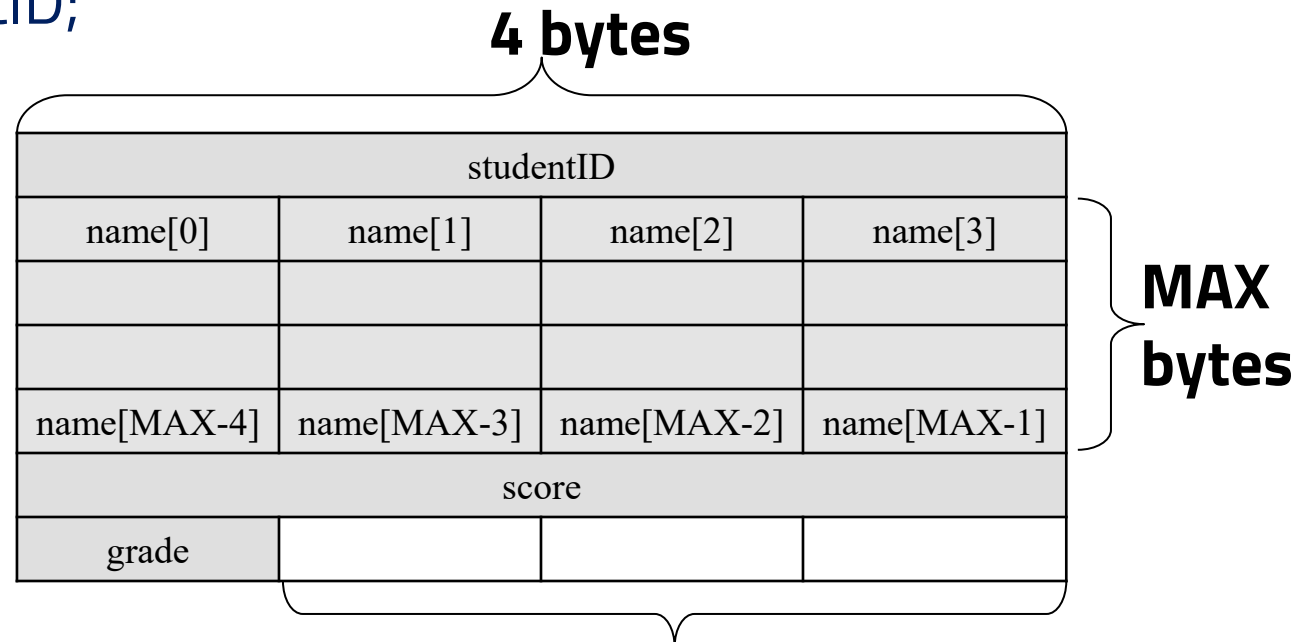 ID;
4 bytes
studentID
name[0] name[1] name[2] name[3]
MAX
bytes
name[MAX-4] name[MAX-3] name[MAX-2] name[MAX-1]
score
grade